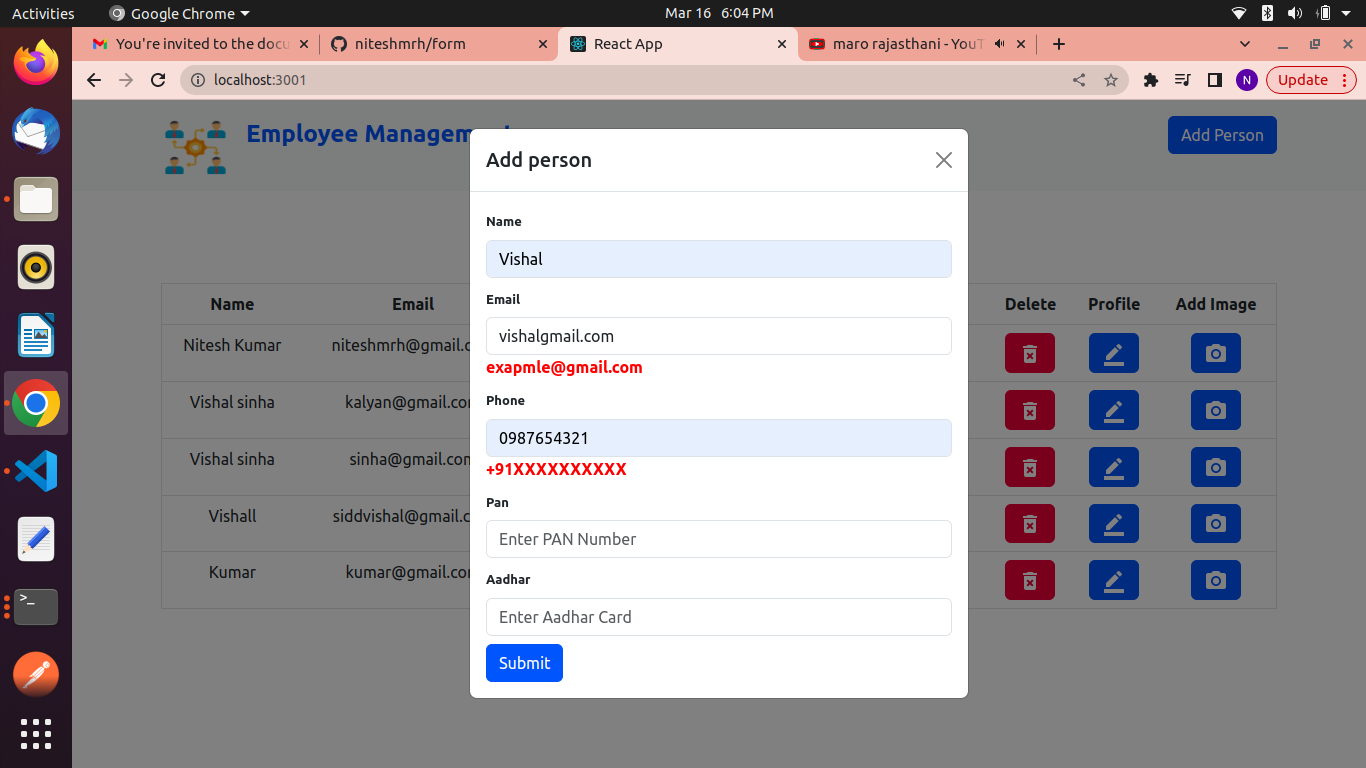 Activities Google Chrome Mar 16 6:04 PM
You're invited to the docu niteshmrh/form React App maro rajasthani - YouT
localhost:3001 N Update
Employee Management Add Person
Add person
Name
Vishal
Email
vishalgmail.com
exapmle@gmail.com
Phone
0987654321
+91XXXXXXXXXX
Pan
Enter PAN Number
Aadhar
Enter Aadhar Card
Submit
Name Email Delete Profile Add Image
Nitesh Kumar niteshmrh@gmail.c
Vishal sinha kalyan@gmail.con
Vishal sinha sinha@gmail.com
Vishall siddvishal@gmail.c
Kumar kumar@gmail.con
>_